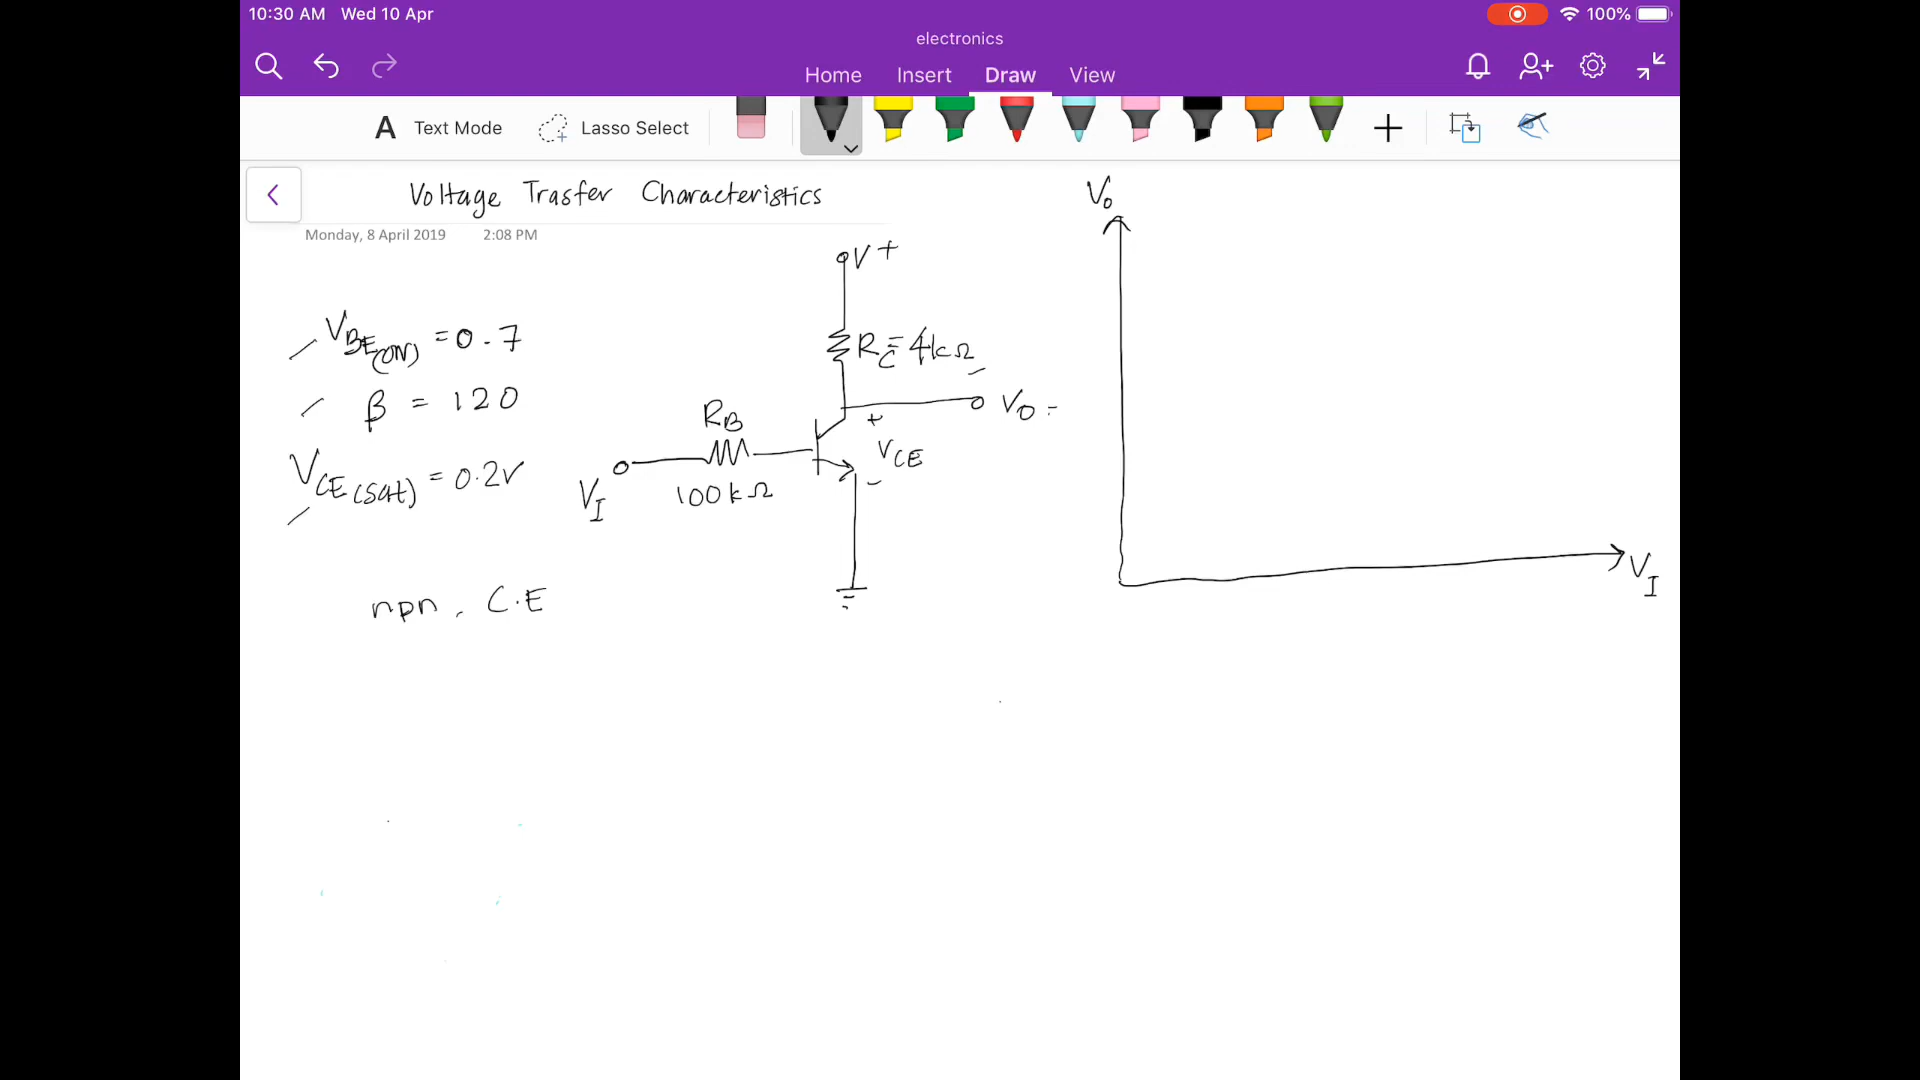 10:30 AM Wed 10 Apr
100%
electronics
Home Insert Draw View
A Text Mode Lasso Select
Voltage Trasfer Characteristics
Monday, 8 April 2019 2:08 PM
V+
RC = 4kΩ
VO =
+
VCE
-
RB
100kΩ
VI
VBE(ON) = 0.7
β = 120
VCE(sat) = 0.2V
npn, C.E
Vo
VI